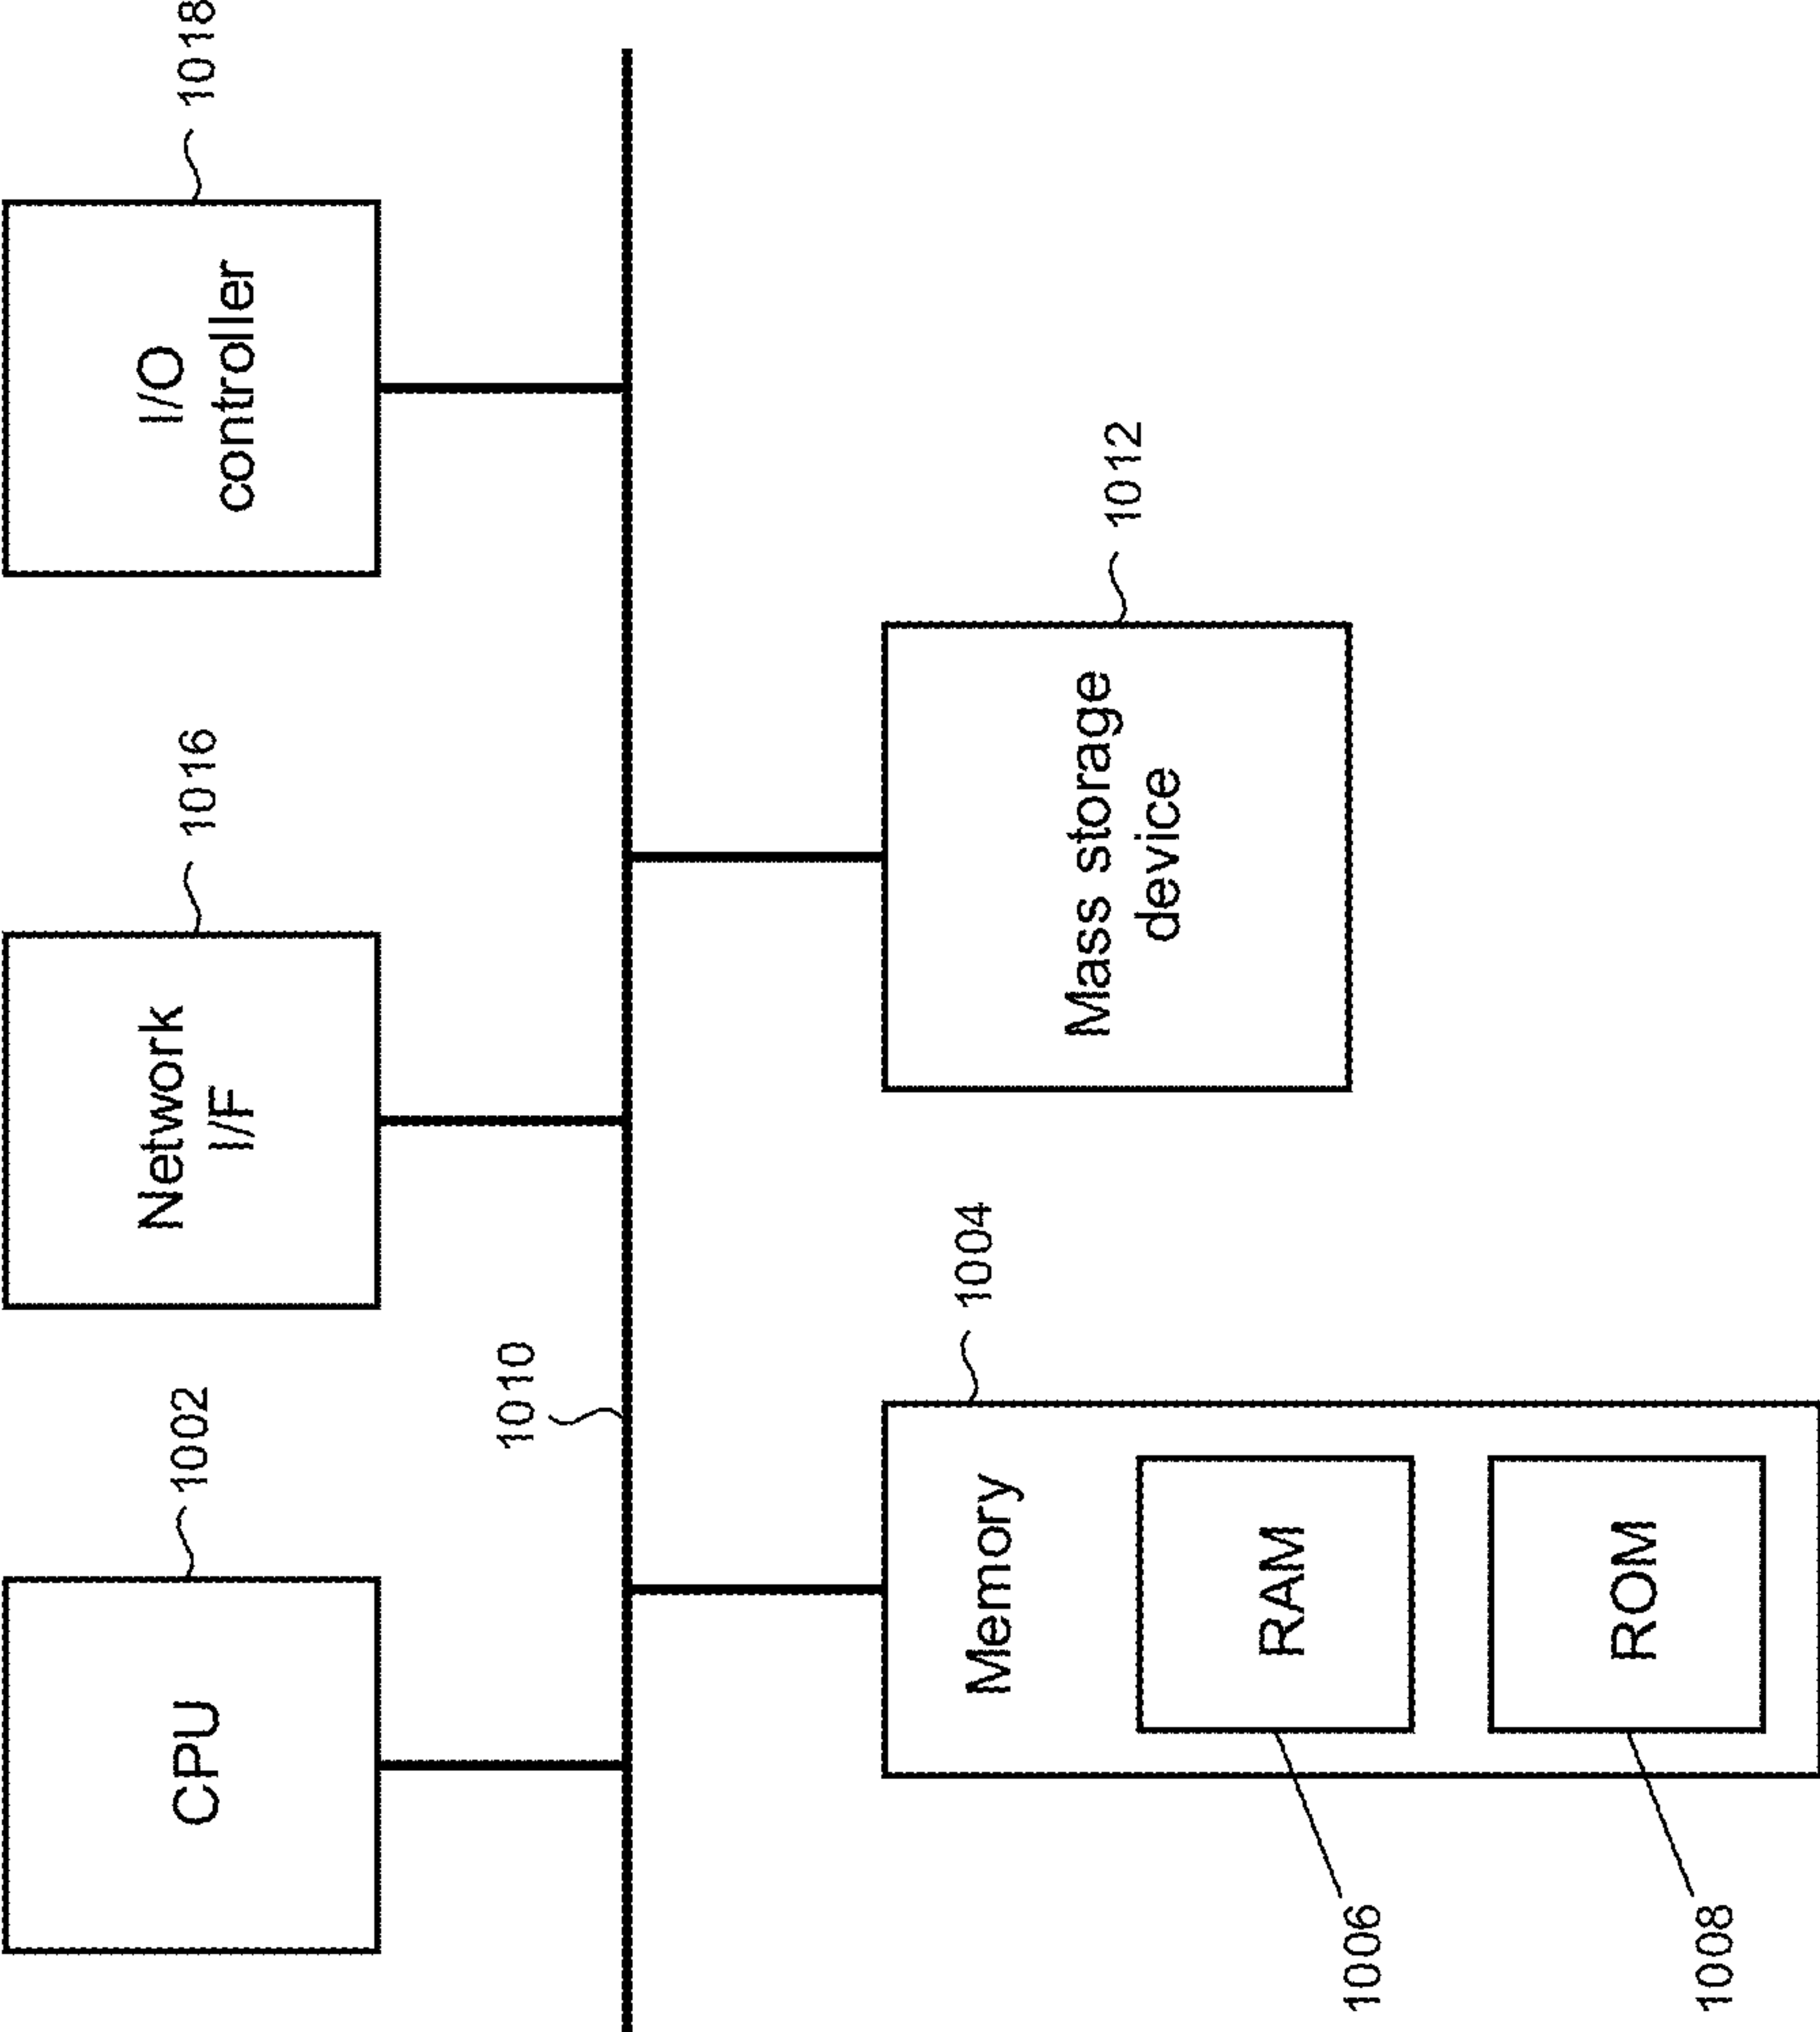 1002
CPU
1016
Network
I/F
1018
I/O
controller
1010
1004
Memory
RAM
1006
ROM
1008
1012
Mass storage
device